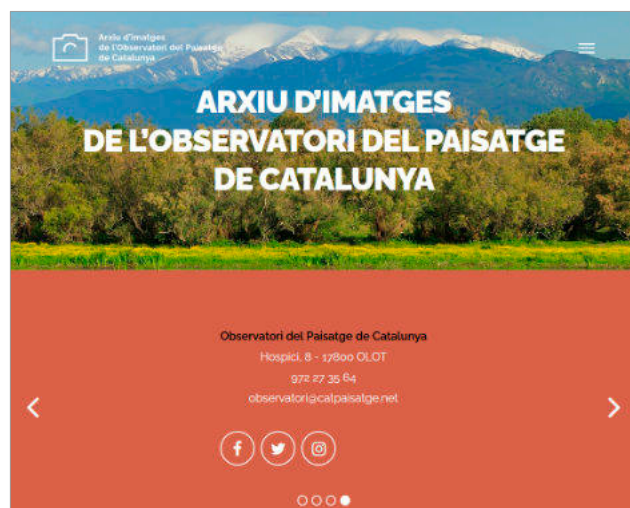 Arxiu d'imatges
de l'Observatori del Paisatge
de Catalunya
ARXIU D'IMATGES
DE L'OBSERVATORI DEL PAISATGE
DE CATALUNYA
Observatori del Paisatge de Catalunya
Hospici, 8 - 17800 OLOT
972 27 35 64
observatori@catpaisatge.net